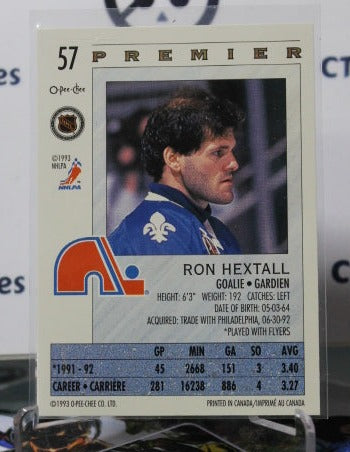 57 PREMIER
O-Pee-Chee
NHL
©1993
NHLPA
NHLPA
RON HEXTALL
GOALIE • GARDIEN
HEIGHT: 6'3" WEIGHT: 192 CATCHES: LEFT
DATE OF BIRTH: 05-03-64
ACQUIRED: TRADE WITH PHILADELPHIA, 06-30-92
*PLAYED WITH FLYERS
GP MIN GA SO AVG
*1991 - 92 45 2668 151 3 3.40
CAREER • CARRIÈRE 281 16238 886 4 3.27
©1993 O-PEE-CHEE CO. LTD. PRINTED IN CANADA/IMPRIMÉ AU CANADA